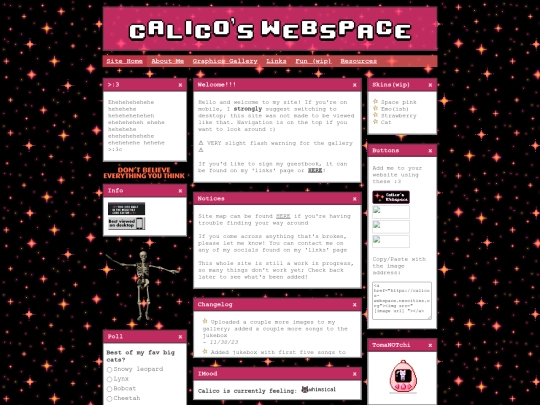 CALICO'S WEBSPACE
Site Home
About Me
Graphics Gallery
Links
Fun (wip)
Resources
>:3 x
Ehehehehehehe
hehehehe
hehehehehehehe
ehehehehheh eheheh
hehehehe
ehehehehehe hehehe
ehehehehehe heheh
>:3c
DON'T BELIEVE
EVERYTHING YOU THINK
Info x
best viewed
on desktop
Poll x
Best of my fav big
cats?
Snowy leopard
Lynx
Bobcat
Cheetah
Welcome!!! x
Hello and welcome to my site! If you're on
mobile, I strongly suggest switching to
desktop; this site was not made to be viewed
like that. Navigation is on the top if you
want to look around :)
⚠ VERY slight flash warning for the gallery
⚠
If you'd like to sign my guestbook, it can
be found on my 'links' page or HERE!
Notices x
Site map can be found HERE if you're having
trouble finding your way around
If you come across anything that's broken,
please let me know! You can contact me on
any of my socials found on my 'links' page
This whole site is still a work in progress,
so many things don't work yet; Check back
later to see what's been added!
Changelog x
Uploaded a couple more images to my
gallery; added a couple more songs to the
jukebox
- 11/30/23
Added jukebox with first five songs to
IMood x
Calico is currently feeling: whimsical
Skins(wip) x
Space pink
Emo(ish)
Strawberry
Cat
Buttons x
Add me to your
website using
these :3
Calico's
Webspace
Copy/Paste with
the image
address:
<a
href="https://calico
s-
webspace.neocities.o
rg"><img src="
[image url] "></a>
TomaNOTchi x